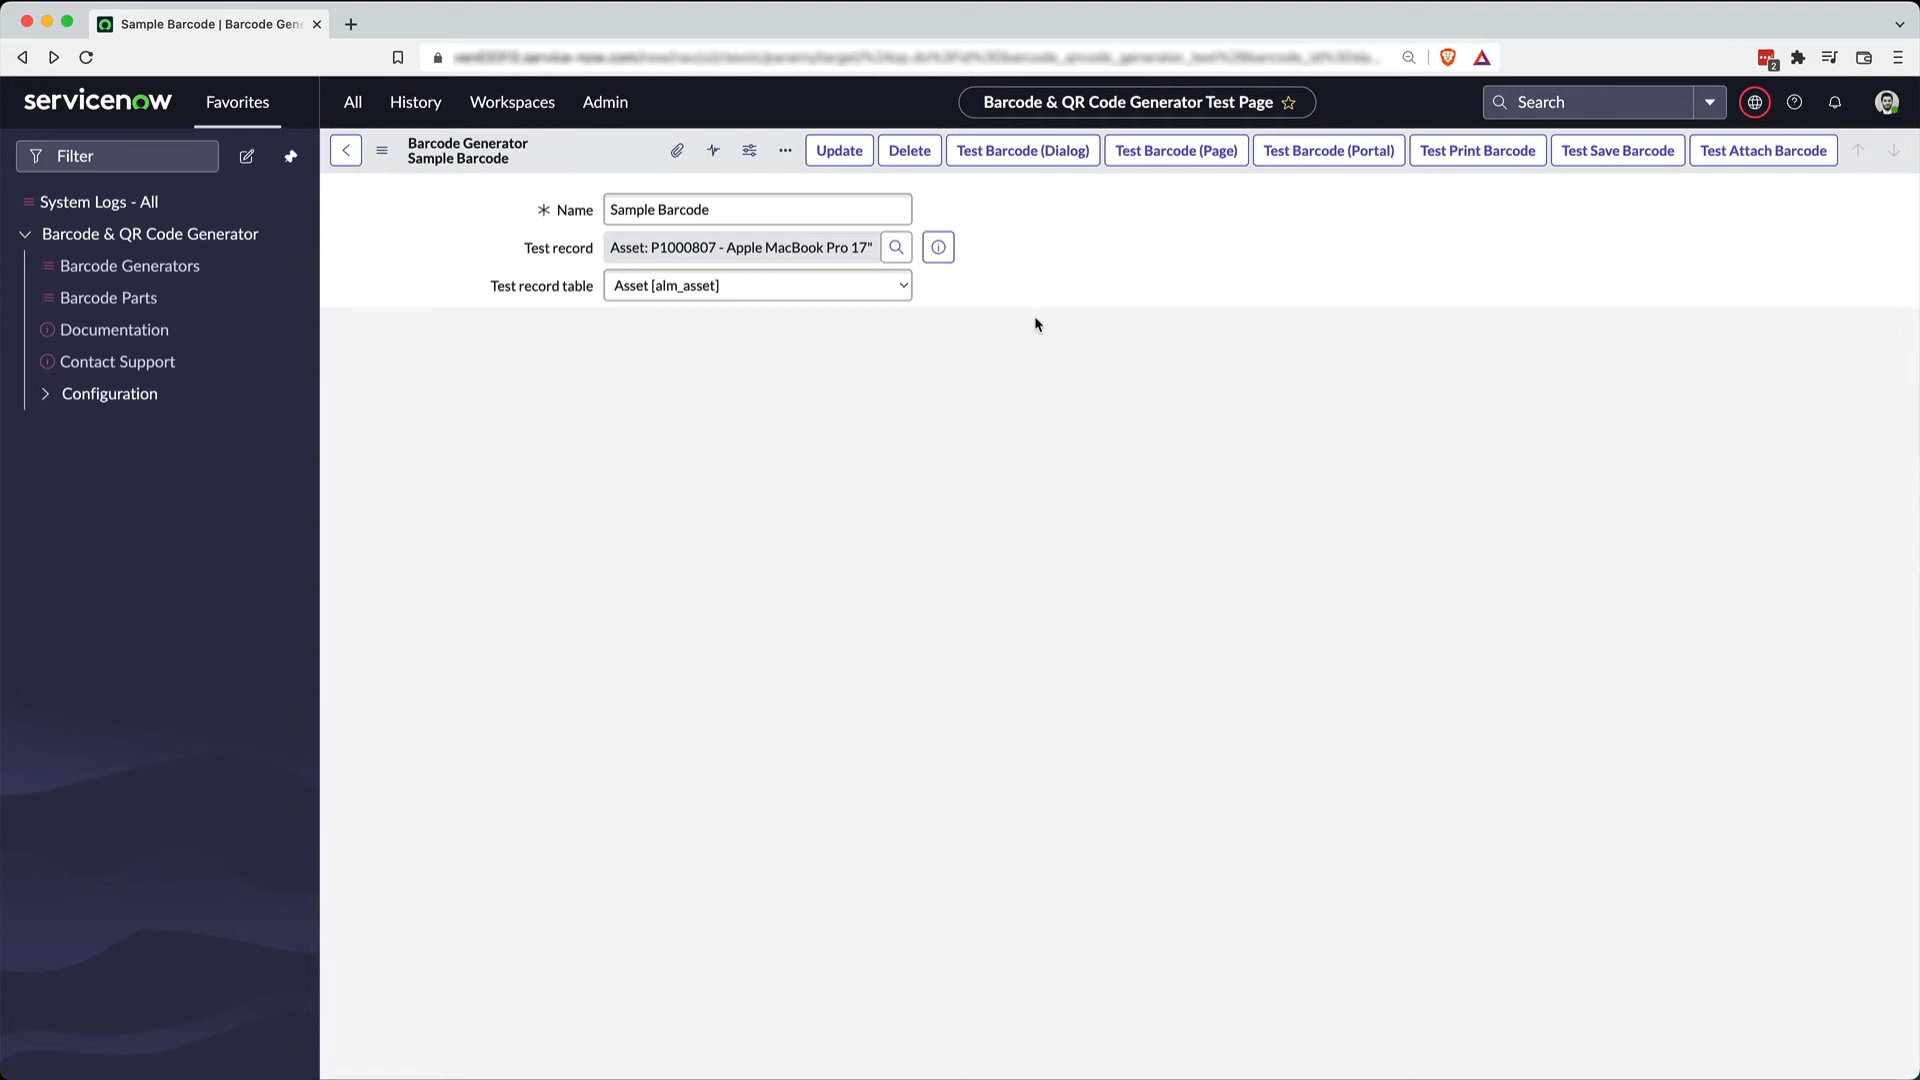 Sample Barcode | Barcode Gen
2
servicenow
Favorites
All
History
Workspaces
Admin
Barcode & QR Code Generator Test Page
Search
Filter
Barcode Generator
Sample Barcode
Update
Delete
Test Barcode (Dialog)
Test Barcode (Page)
Test Barcode (Portal)
Test Print Barcode
Test Save Barcode
Test Attach Barcode
System Logs - All
Barcode & QR Code Generator
Barcode Generators
Barcode Parts
Documentation
Contact Support
Configuration
Name
Sample Barcode
Test record
Asset: P1000807 - Apple MacBook Pro 17"
Test record table
Asset [alm_asset]